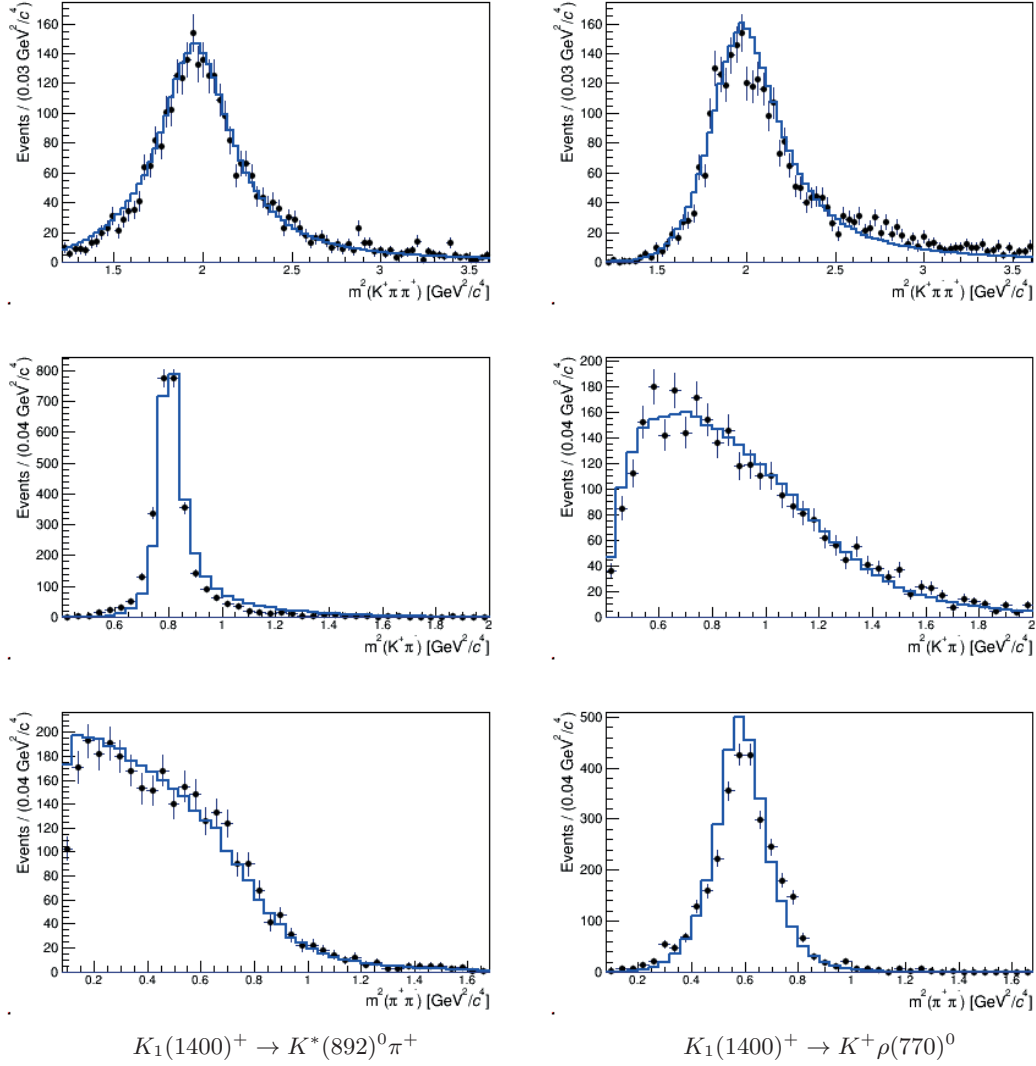 Events / (0.03 GeV²/c⁴)
160
140
120
100
80
60
40
20
0
1.5 2 2.5 3 3.5
m²(K⁺π⁻π⁺) [GeV²/c⁴]
Events / (0.03 GeV²/c⁴)
160
140
120
100
80
60
40
20
0
1.5 2 2.5 3 3.5
m²(K⁺π⁻π⁺) [GeV²/c⁴]
Events / (0.04 GeV²/c⁴)
800
700
600
500
400
300
200
100
0
0.6 0.8 1 1.2 1.4 1.6 1.8 2
m²(K⁺π⁻) [GeV²/c⁴]
Events / (0.04 GeV²/c⁴)
200
180
160
140
120
100
80
60
40
20
0
0.6 0.8 1 1.2 1.4 1.6 1.8 2
m²(K⁺π⁻) [GeV²/c⁴]
Events / (0.04 GeV²/c⁴)
200
180
160
140
120
100
80
60
40
20
0
0.2 0.4 0.6 0.8 1 1.2 1.4 1.6
m²(π⁺π⁻) [GeV²/c⁴]
Events / (0.04 GeV²/c⁴)
500
400
300
200
100
0
0.2 0.4 0.6 0.8 1 1.2 1.4 1.6
m²(π⁺π⁻) [GeV²/c⁴]
K₁(1400)⁺ → K*(892)⁰π⁺
K₁(1400)⁺ → K⁺ρ(770)⁰